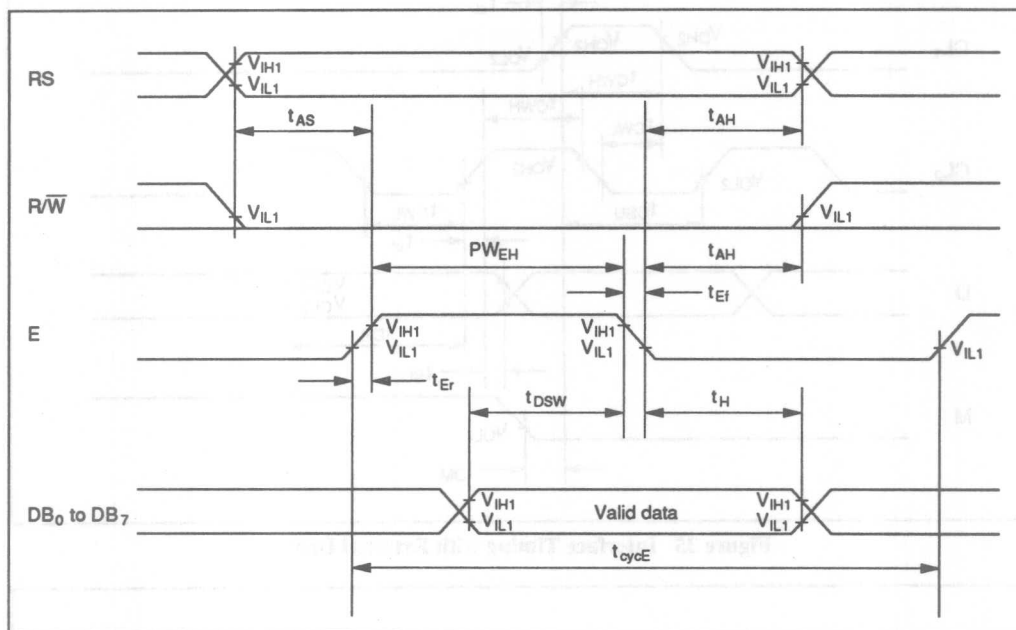 RS
VIH1
VIL1
VIH1
VIL1
tAS
tAH
R/W̅
VIL1
VIL1
PWEH
tAH
tEf
E
VIH1
VIL1
VIH1
VIL1
VIL1
tEr
tDSW
tH
DB0 to DB7
VIH1
VIL1
Valid data
VIH1
VIL1
tcycE